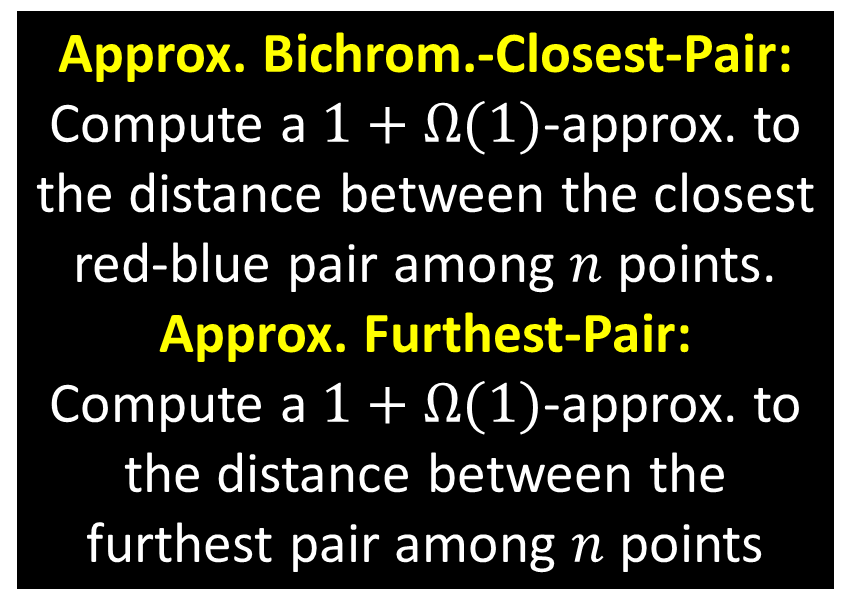 Approx. Bichrom.-Closest-Pair:
Compute a 1 + Ω(1)-approx. to
the distance between the closest
red-blue pair among n points.
Approx. Furthest-Pair:
Compute a 1 + Ω(1)-approx. to
the distance between the
furthest pair among n points